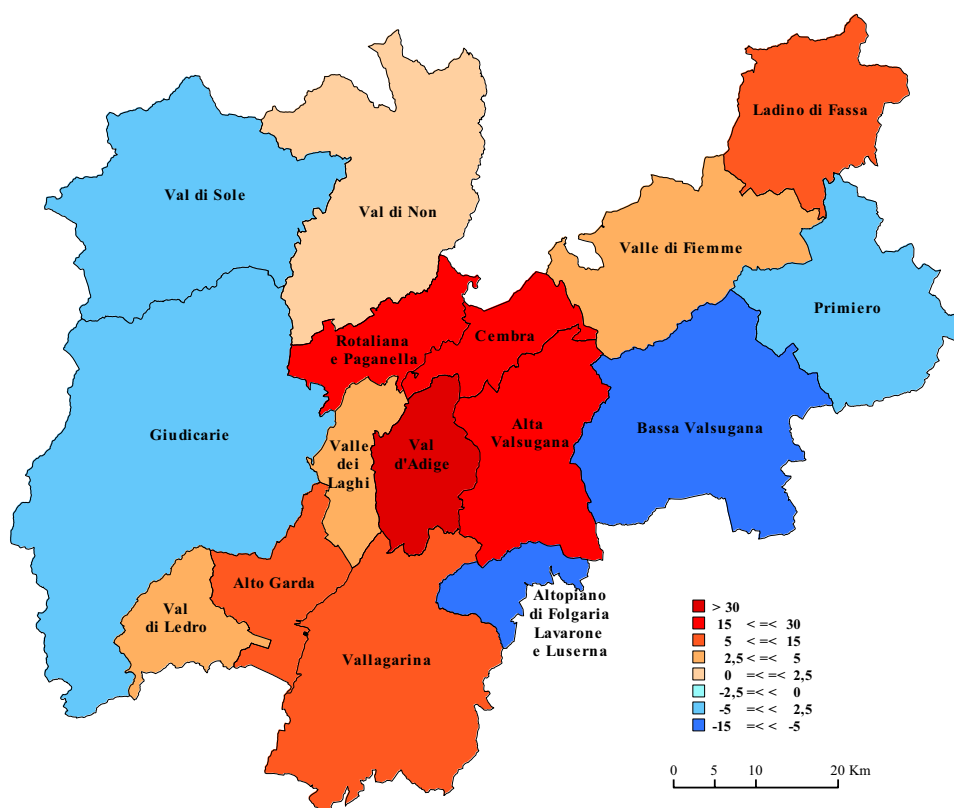 Ladino di Fassa
Val di Sole
Val di Non
Valle di Fiemme
Primiero
Rotaliana
e Paganella
Cembra
Giudicarie
Valle
dei
Laghi
Val
d'Adige
Alta
Valsugana
Bassa Valsugana
Alto Garda
Val
di Ledro
Vallagarina
Altopiano
di Folgaria
Lavarone
e Luserna
> 30
15 < =< 30
5 =< < 15
2,5 < =< 5
0 =< =< 2,5
-2,5 =< < 0
-5 =< < 2,5
-15 =< < -5
0 5 10 20 Km